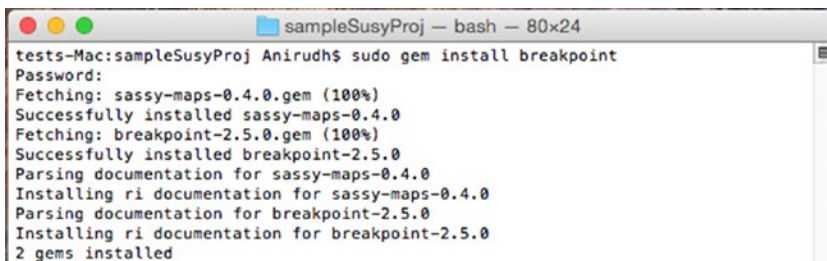 sampleSusyProj — bash — 80×24
tests-Mac:sampleSusyProj Anirudh$ sudo gem install breakpoint
Password:
Fetching: sassy-maps-0.4.0.gem (100%)
Successfully installed sassy-maps-0.4.0
Fetching: breakpoint-2.5.0.gem (100%)
Successfully installed breakpoint-2.5.0
Parsing documentation for sassy-maps-0.4.0
Installing ri documentation for sassy-maps-0.4.0
Parsing documentation for breakpoint-2.5.0
Installing ri documentation for breakpoint-2.5.0
2 gems installed